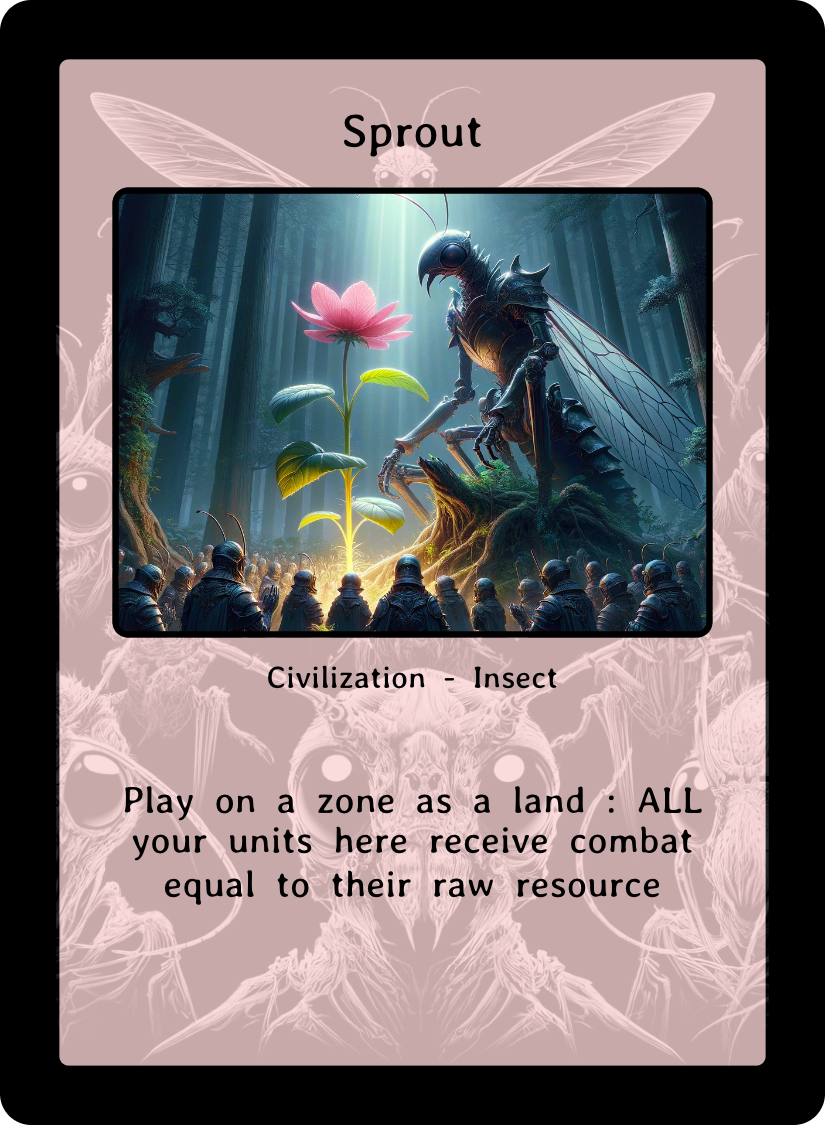 Sprout
Civilization - Insect
Play on a zone as a land : ALL
your units here receive combat
equal to their raw resource